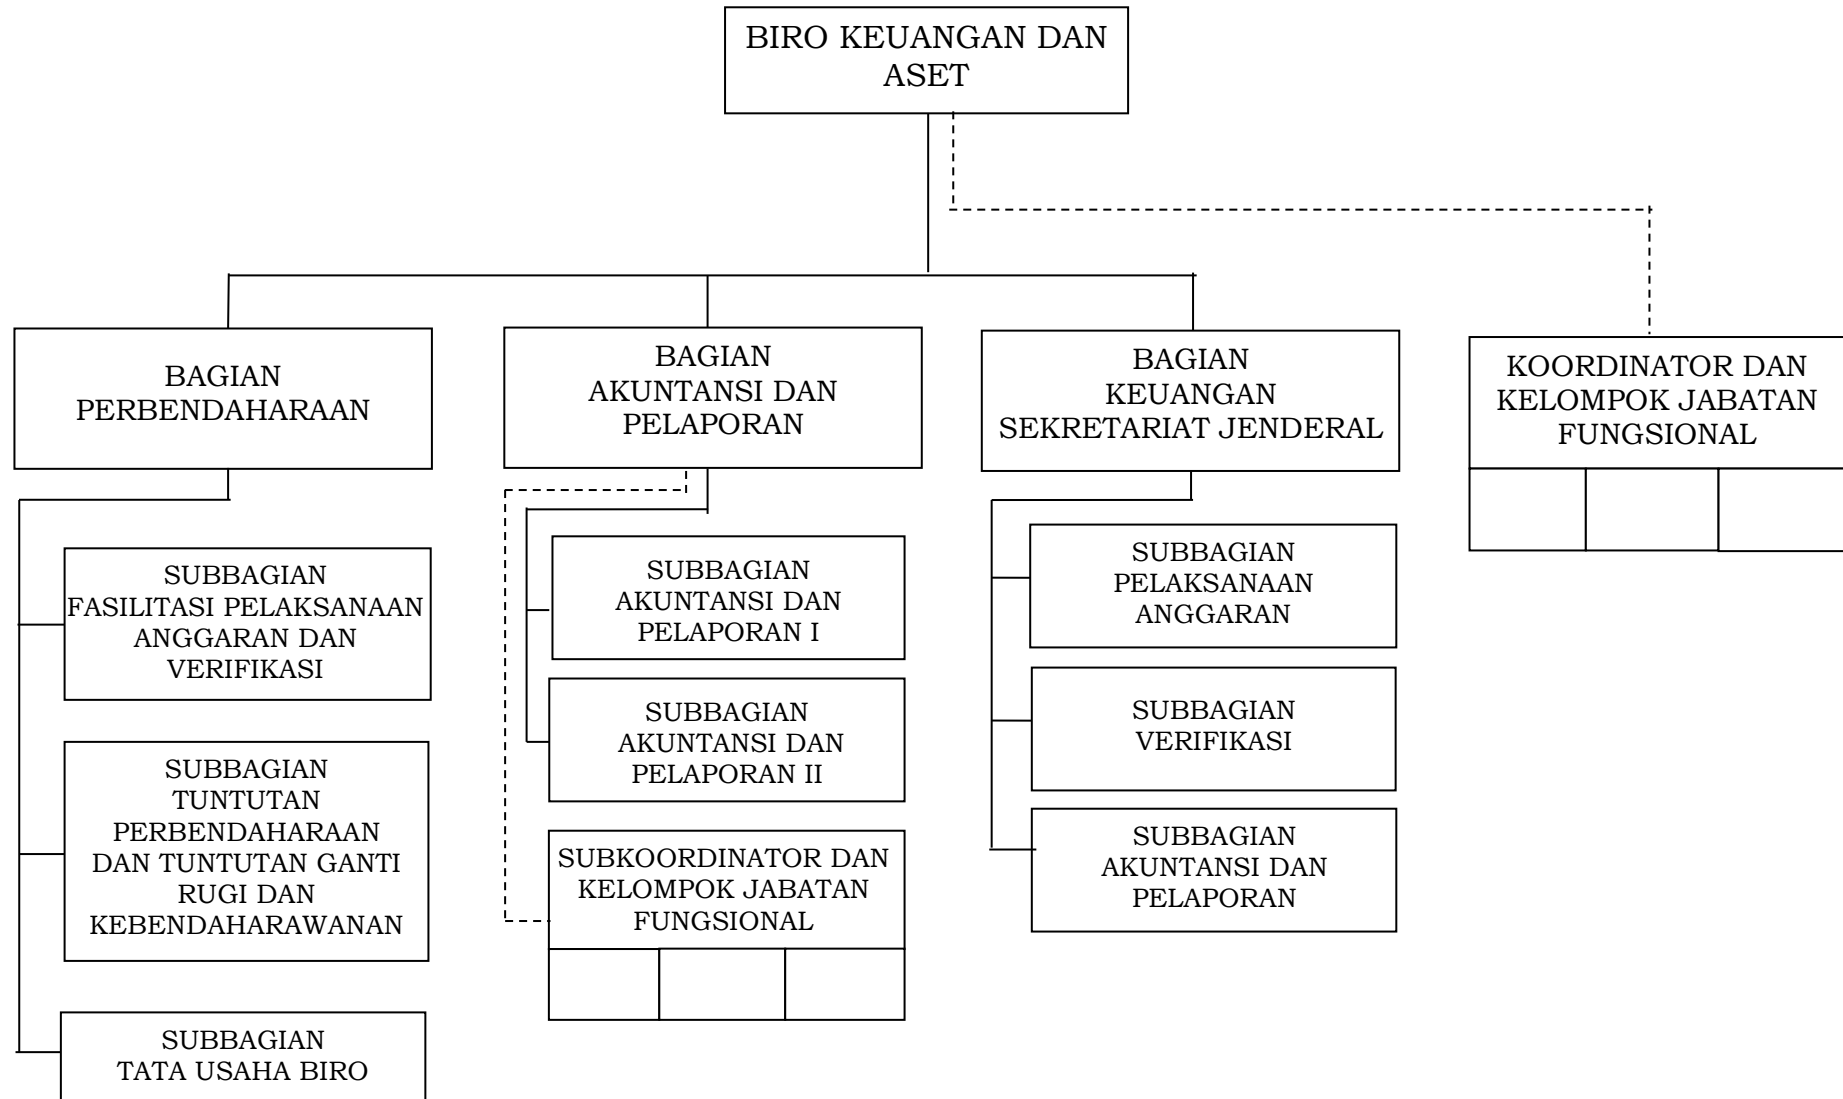 BIRO KEUANGAN DAN
ASET
BAGIAN
PERBENDAHARAAN
BAGIAN
AKUNTANSI DAN
PELAPORAN
BAGIAN
KEUANGAN
SEKRETARIAT JENDERAL
KOORDINATOR DAN
KELOMPOK JABATAN
FUNGSIONAL
SUBBAGIAN
FASILITASI PELAKSANAAN
ANGGARAN DAN
VERIFIKASI
SUBBAGIAN
TUNTUTAN
PERBENDAHARAAN
DAN TUNTUTAN GANTI
RUGI DAN
KEBENDAHARAWANAN
SUBBAGIAN
TATA USAHA BIRO
SUBBAGIAN
AKUNTANSI DAN
PELAPORAN I
SUBBAGIAN
AKUNTANSI DAN
PELAPORAN II
SUBKOORDINATOR DAN
KELOMPOK JABATAN
FUNGSIONAL
SUBBAGIAN
PELAKSANAAN
ANGGARAN
SUBBAGIAN
VERIFIKASI
SUBBAGIAN
AKUNTANSI DAN
PELAPORAN